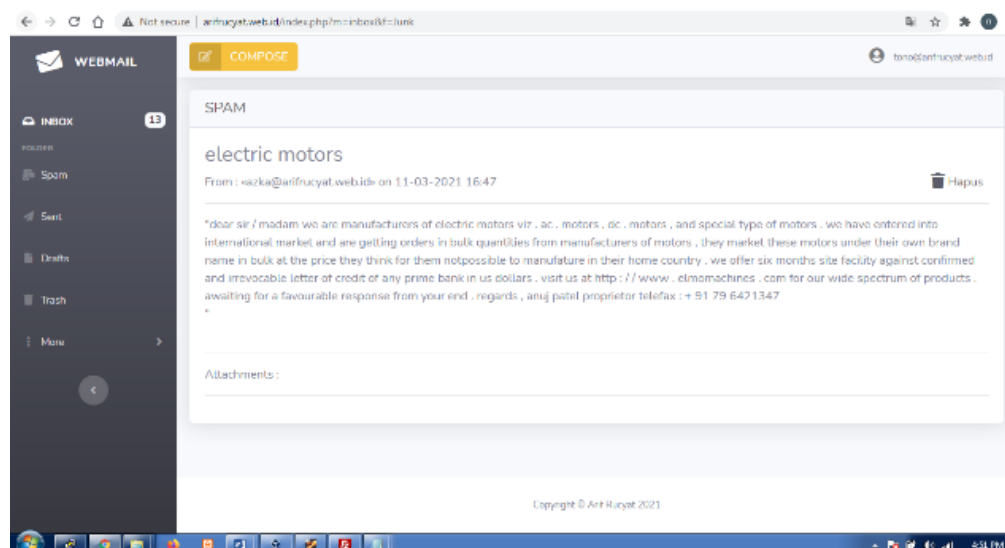 Not secure | arifrucyat.web.id/index.php?m=inbox&f=Junk
WEBMAIL
COMPOSE
tono@arifrucyat.web.id
INBOX 13
FOLDER
Spam
Sent
Drafts
Trash
More
SPAM
electric motors
From : <azka@arifrucyat.web.id> on 11-03-2021 16:47
Hapus
"dear sir / madam we are manufacturers of electric motors viz . ac . motors , dc . motors , and special type of motors . we have entered into
international market and are getting orders in bulk quantities from manufacturers of motors , they market these motors under their own brand
name in bulk at the price they think for them notpossible to manufature in their home country . we offer six months site facility against confirmed
and irrevocable letter of credit of any prime bank in us dollars . visit us at http : / / www . elmomachines . com for our wide spectrum of products .
awaiting for a favourable response from your end . regards , anuj patel proprietor telefax : + 91 79 6421347
"
Attachments :
Copyright © Arif Rucyat 2021
4:51 PM